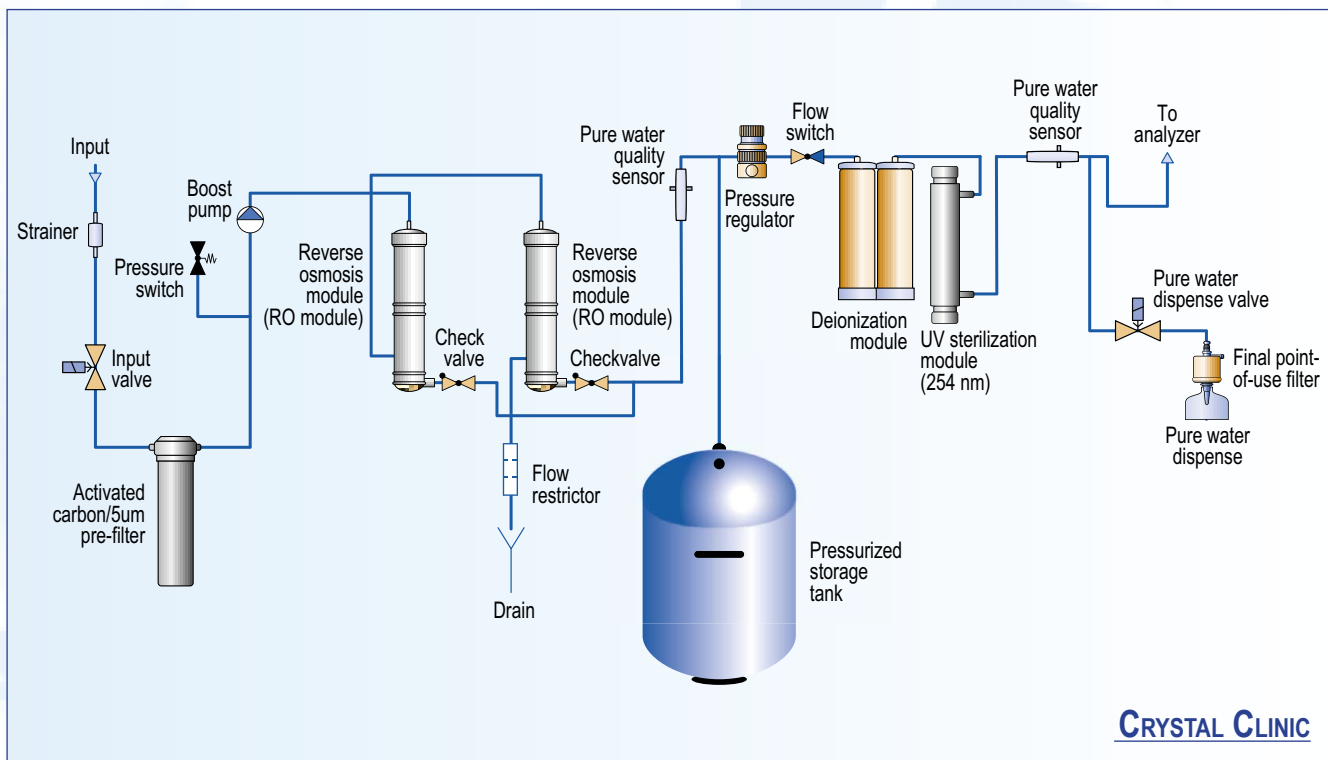 Input
Strainer
Boost
pump
Pressure
switch
Input
valve
Activated
carbon/5um
pre-filter
Reverse
osmosis
module
(RO module)
Check
valve
Reverse
osmosis
module
(RO module)
Checkvalve
Flow
restrictor
Drain
Pure water
quality
sensor
Pressure
regulator
Flow
switch
Pressurized
storage
tank
Deionization
module
UV sterilization
module
(254 nm)
Pure water
quality
sensor
To
analyzer
Pure water
dispense valve
Final point-
of-use filter
Pure water
dispense
CRYSTAL CLINIC